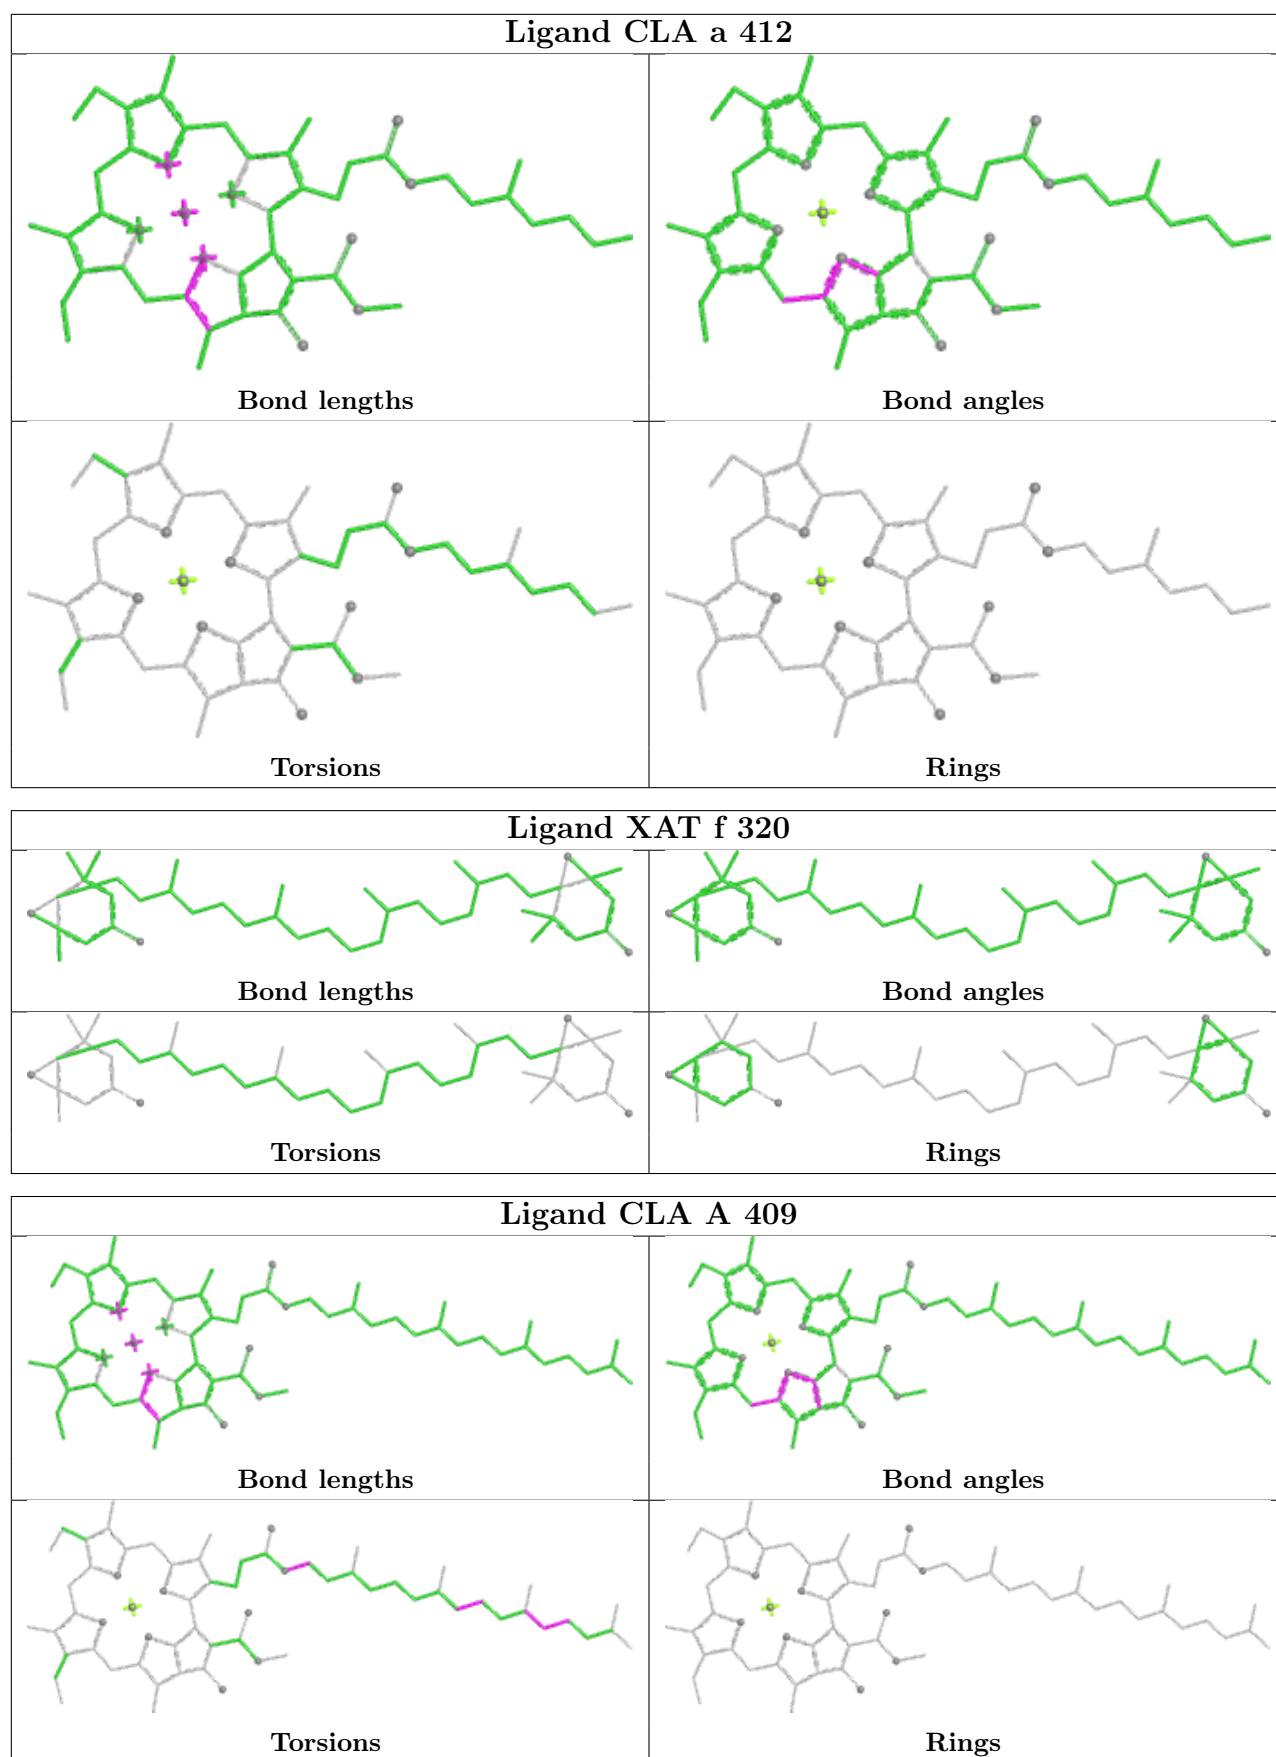 Ligand CLA a 412
Bond lengths
Bond angles
Torsions
Rings
Ligand XAT f 320
Bond lengths
Bond angles
Torsions
Rings
Ligand CLA A 409
Bond lengths
Bond angles
Torsions
Rings